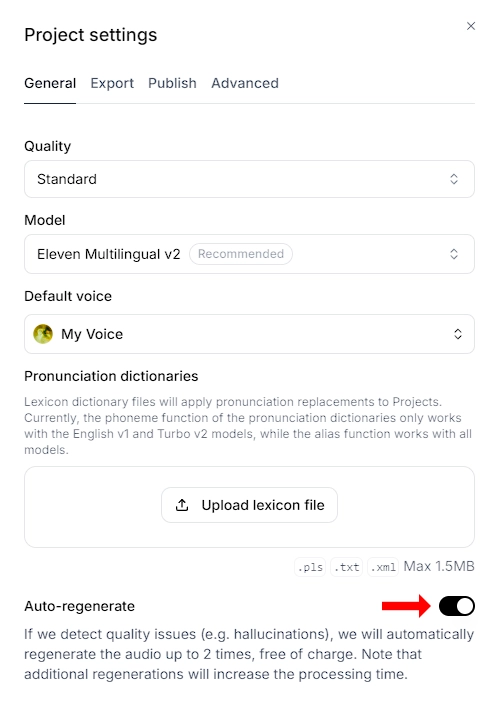 Project settings
General Export Publish Advanced
Quality
Standard
Model
Eleven Multilingual v2 Recommended
Default voice
My Voice
Pronunciation dictionaries
Lexicon dictionary files will apply pronunciation replacements to Projects.
Currently, the phoneme function of the pronunciation dictionaries only works
with the English v1 and Turbo v2 models, while the alias function works with all
models.
Upload lexicon file
.pls .txt .xml Max 1.5MB
Auto-regenerate
If we detect quality issues (e.g. hallucinations), we will automatically
regenerate the audio up to 2 times, free of charge. Note that
additional regenerations will increase the processing time.